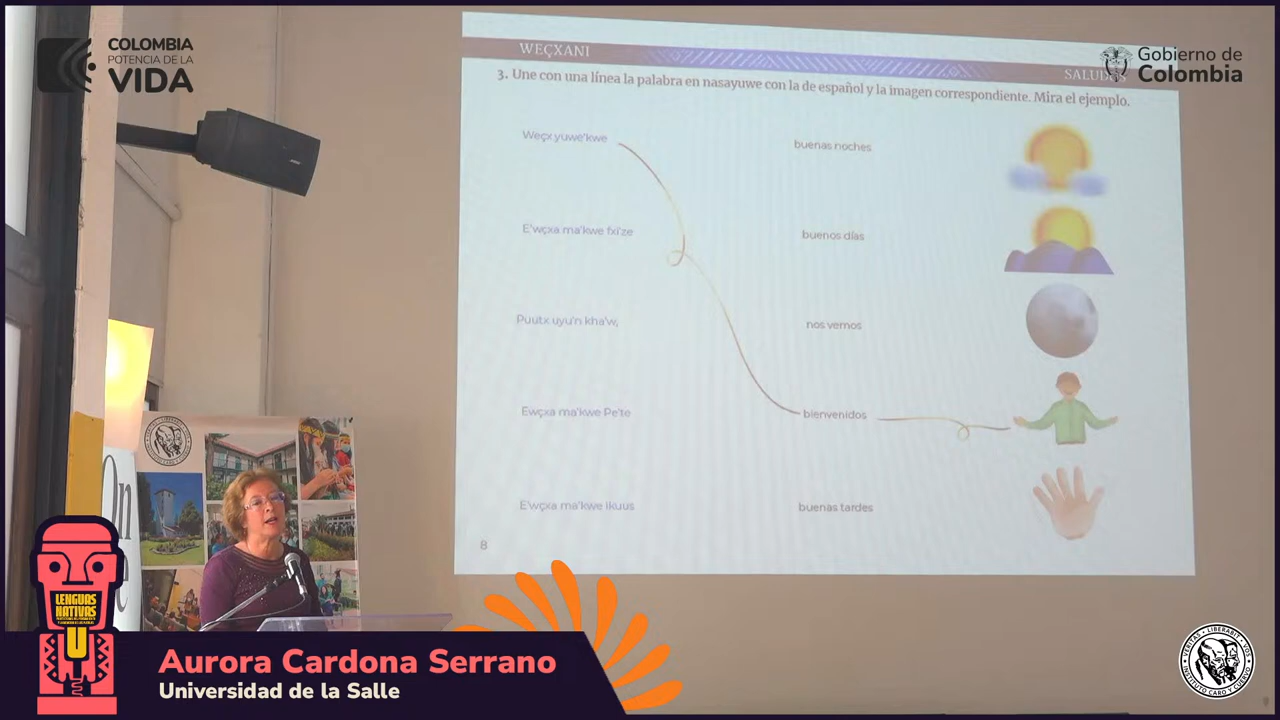 COLOMBIA
POTENCIA DE LA
VIDA
Gobierno de
Colombia
WEÇXANI
SALUDOS
3. Une con una línea la palabra en nasayuwe con la de español y la imagen correspondiente. Mira el ejemplo.
Weçx yuwe'kwe
buenas noches
E'wçxa ma'kwe fxi'ze
buenos días
Puutx uyu'n kha'w,
nos vemos
Ewçxa ma'kwe Pe'te
bienvenidos
E'wçxa ma'kwe Ikuus
buenas tardes
8
LENGUAS
NATIVAS
Aurora Cardona Serrano
Universidad de la Salle